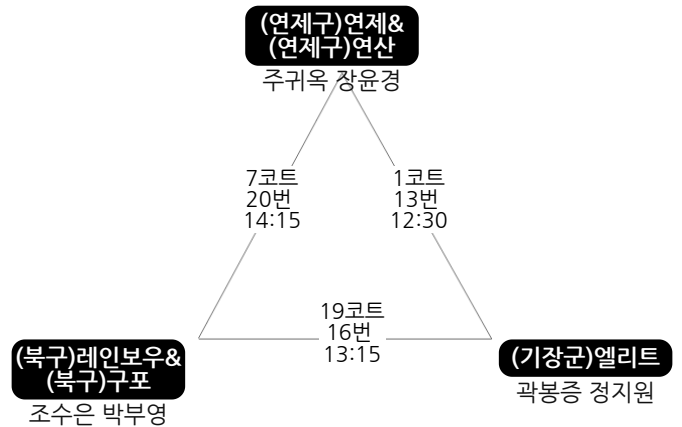 (연제구)연제&
(연제구)연산
주귀옥 장윤경
7코트
20번
14:15
1코트
13번
12:30
19코트
16번
13:15
(북구)레인보우&
(북구)구포
조수은 박부영
(기장군)엘리트
곽봉증 정지원